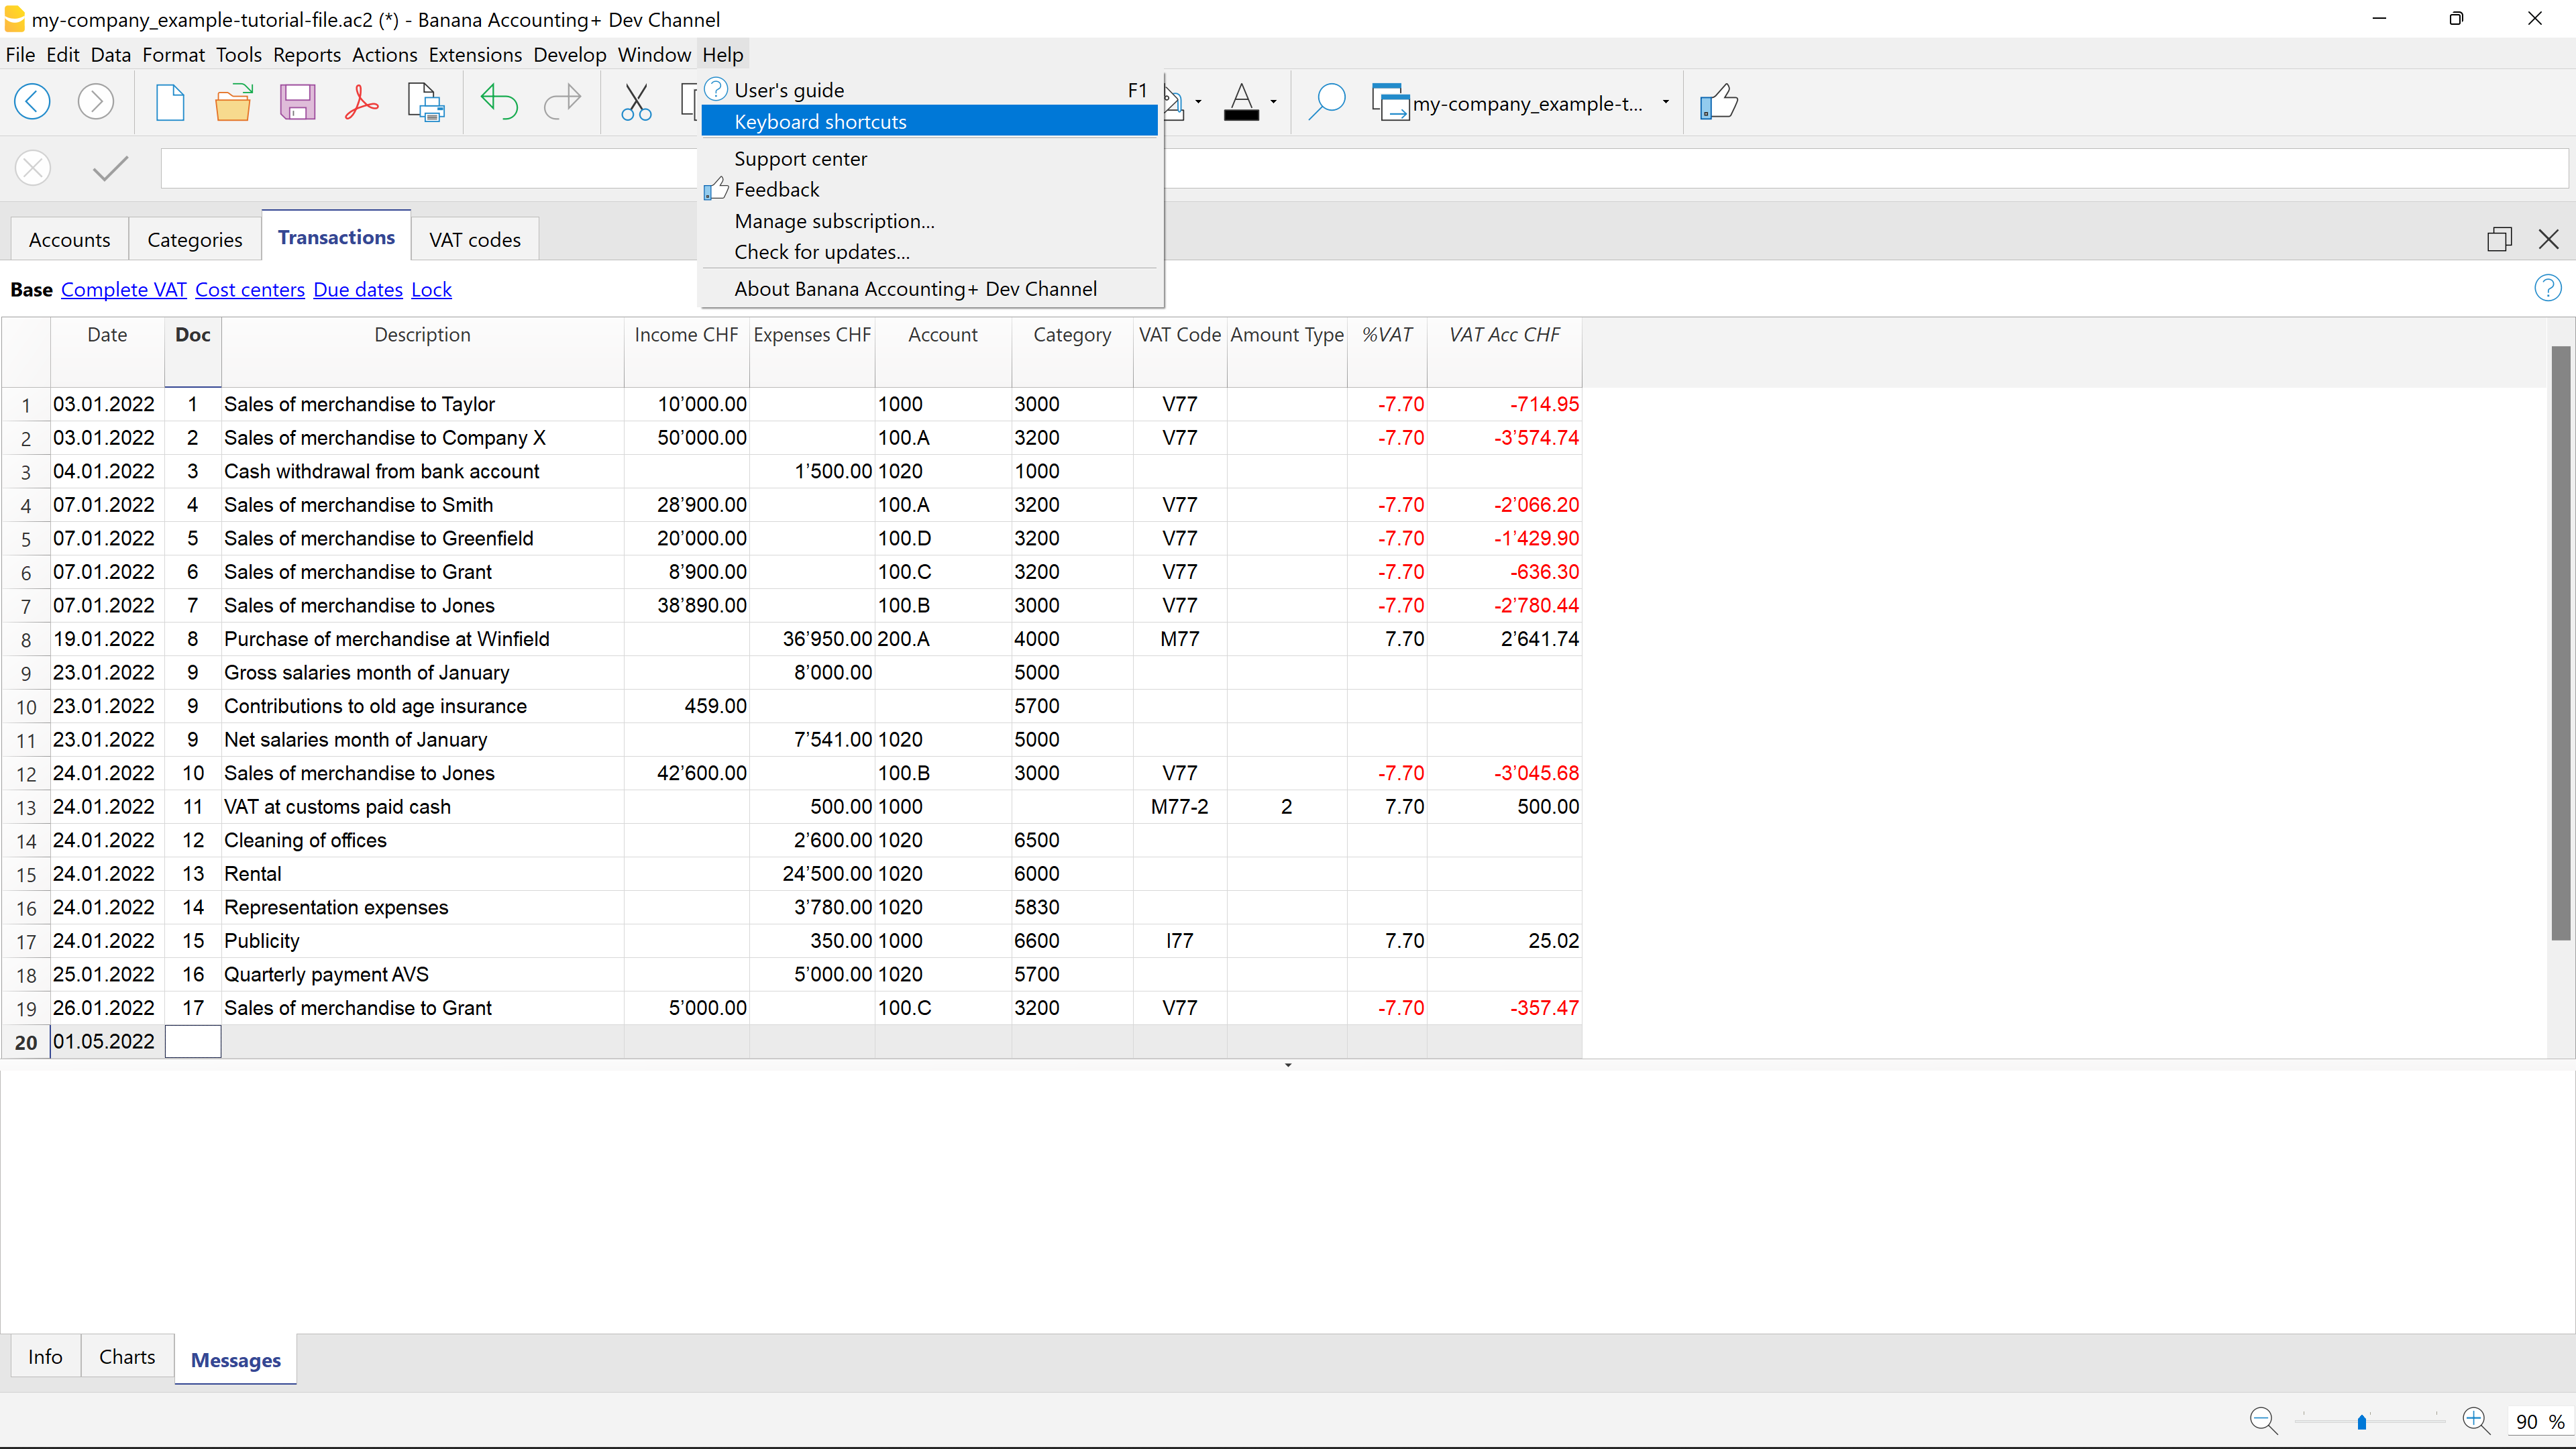 my-company_example-tutorial-file.ac2 (*) - Banana Accounting+ Dev Channel
File Edit Data Format Tools Reports Actions Extensions Develop Window Help
my-company_example-t...
User's guide F1
Keyboard shortcuts
Support center
Feedback
Manage subscription...
Check for updates...
About Banana Accounting+ Dev Channel
Accounts Categories Transactions VAT codes
Base Complete VAT Cost centers Due dates Lock
Date Doc Description Income CHF Expenses CHF Account Category VAT Code Amount Type %VAT VAT Acc CHF
1 03.01.2022 1 Sales of merchandise to Taylor 10’000.00 1000 3000 V77 -7.70 -714.95
2 03.01.2022 2 Sales of merchandise to Company X 50’000.00 100.A 3200 V77 -7.70 -3’574.74
3 04.01.2022 3 Cash withdrawal from bank account 1’500.00 1020 1000
4 07.01.2022 4 Sales of merchandise to Smith 28’900.00 100.A 3200 V77 -7.70 -2’066.20
5 07.01.2022 5 Sales of merchandise to Greenfield 20’000.00 100.D 3200 V77 -7.70 -1’429.90
6 07.01.2022 6 Sales of merchandise to Grant 8’900.00 100.C 3200 V77 -7.70 -636.30
7 07.01.2022 7 Sales of merchandise to Jones 38’890.00 100.B 3000 V77 -7.70 -2’780.44
8 19.01.2022 8 Purchase of merchandise at Winfield 36’950.00 200.A 4000 M77 7.70 2’641.74
9 23.01.2022 9 Gross salaries month of January 8’000.00 5000
10 23.01.2022 9 Contributions to old age insurance 459.00 5700
11 23.01.2022 9 Net salaries month of January 7’541.00 1020 5000
12 24.01.2022 10 Sales of merchandise to Jones 42’600.00 100.B 3000 V77 -7.70 -3’045.68
13 24.01.2022 11 VAT at customs paid cash 500.00 1000 M77-2 2 7.70 500.00
14 24.01.2022 12 Cleaning of offices 2’600.00 1020 6500
15 24.01.2022 13 Rental 24’500.00 1020 6000
16 24.01.2022 14 Representation expenses 3’780.00 1020 5830
17 24.01.2022 15 Publicity 350.00 1000 6600 I77 7.70 25.02
18 25.01.2022 16 Quarterly payment AVS 5’000.00 1020 5700
19 26.01.2022 17 Sales of merchandise to Grant 5’000.00 100.C 3200 V77 -7.70 -357.47
20 01.05.2022
Info Charts Messages
90 %